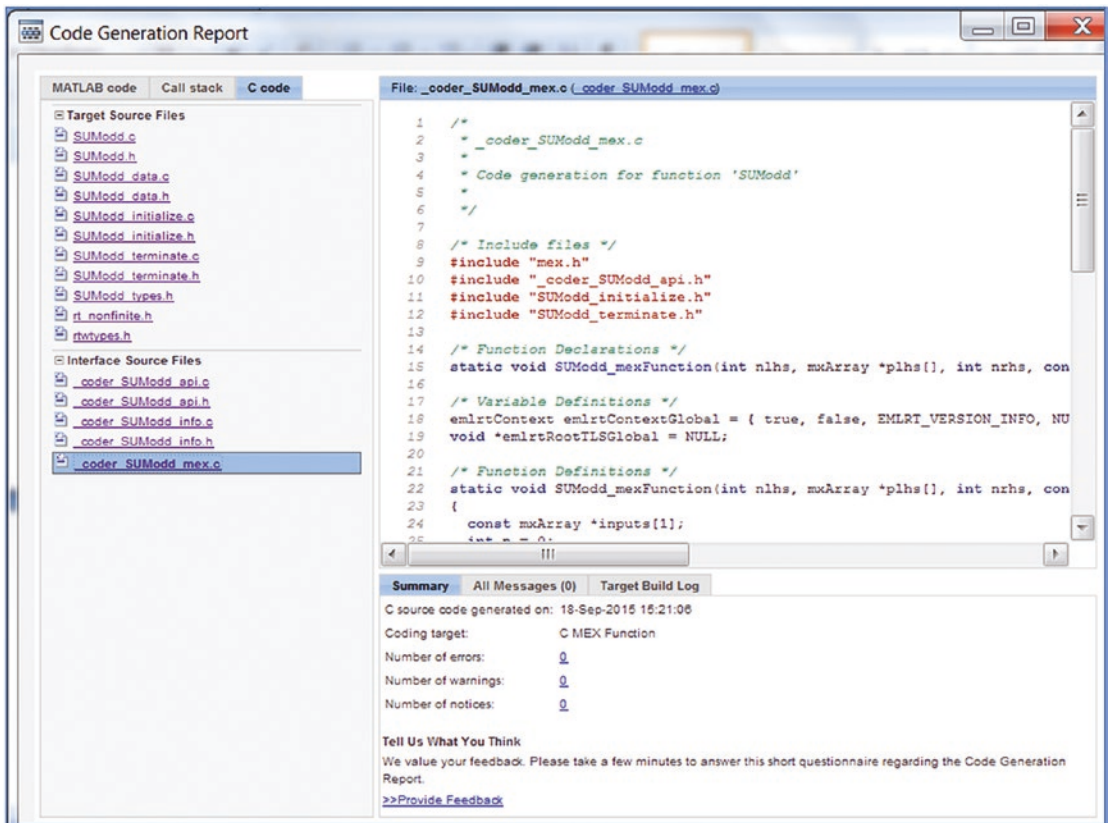 Code Generation Report
MATLAB code Call stack C code
Target Source Files
SUModd.c
SUModd.h
SUModd_data.c
SUModd_data.h
SUModd_initialize.c
SUModd_initialize.h
SUModd_terminate.c
SUModd_terminate.h
SUModd_types.h
rt_nonfinite.h
rtwtypes.h
Interface Source Files
_coder_SUModd_api.c
_coder_SUModd_api.h
_coder_SUModd_info.c
_coder_SUModd_info.h
_coder_SUModd_mex.c
File: _coder_SUModd_mex.c (_coder_SUModd_mex.c)
1 /*
2 * _coder_SUModd_mex.c
3 *
4 * Code generation for function 'SUModd'
5 *
6 */
7
8 /* Include files */
9 #include "mex.h"
10 #include "_coder_SUModd_api.h"
11 #include "SUModd_initialize.h"
12 #include "SUModd_terminate.h"
13
14 /* Function Declarations */
15 static void SUModd_mexFunction(int nlhs, mxArray *plhs[], int nrhs, con
16
17 /* Variable Definitions */
18 emlrtContext emlrtContextGlobal = { true, false, EMLRT_VERSION_INFO, NU
19 void *emlrtRootTLSGlobal = NULL;
20
21 /* Function Definitions */
22 static void SUModd_mexFunction(int nlhs, mxArray *plhs[], int nrhs, con
23 {
24 const mxArray *inputs[1];
25 int n = 0;
Summary All Messages (0) Target Build Log
C source code generated on: 18-Sep-2015 15:21:06
Coding target: C MEX Function
Number of errors: 0
Number of warnings: 0
Number of notices: 0
Tell Us What You Think
We value your feedback. Please take a few minutes to answer this short questionnaire regarding the Code Generation
Report.
>>Provide Feedback